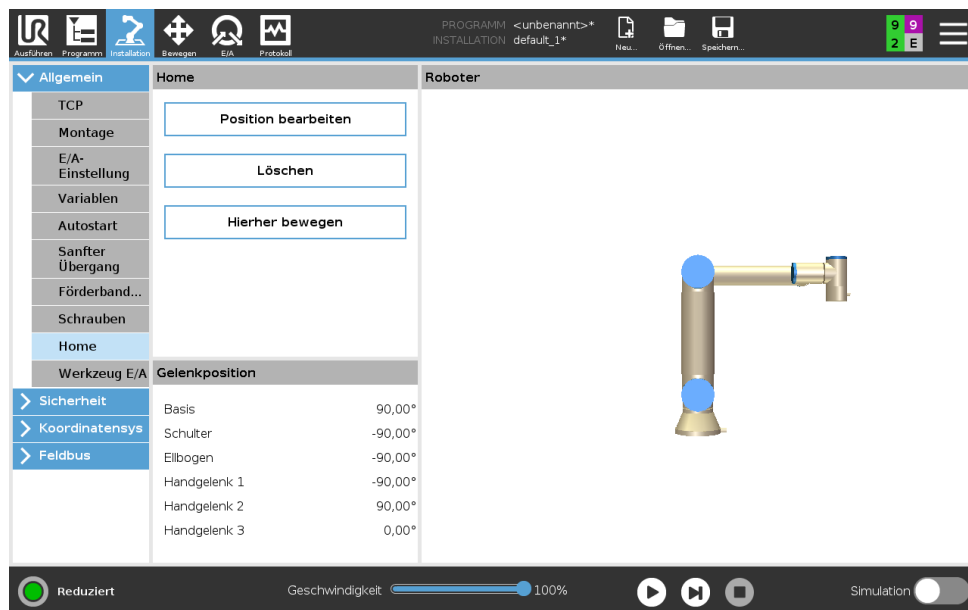 UR
PROGRAMM <unbenannt>*
INSTALLATION default_1*
Ausführen Programm Installation Bewegen E/A Protokoll
Neu... Öffnen... Speichern...
9 9
2 E
Allgemein
TCP
Montage
E/A-
Einstellung
Variablen
Autostart
Sanfter
Übergang
Förderband...
Schrauben
Home
Werkzeug E/A
Sicherheit
Koordinatensys
Feldbus
Home
Position bearbeiten
Löschen
Hierher bewegen
Gelenkposition
Basis 90,00°
Schulter -90,00°
Ellbogen -90,00°
Handgelenk 1 -90,00°
Handgelenk 2 90,00°
Handgelenk 3 0,00°
Roboter
Reduziert
Geschwindigkeit 100%
Simulation